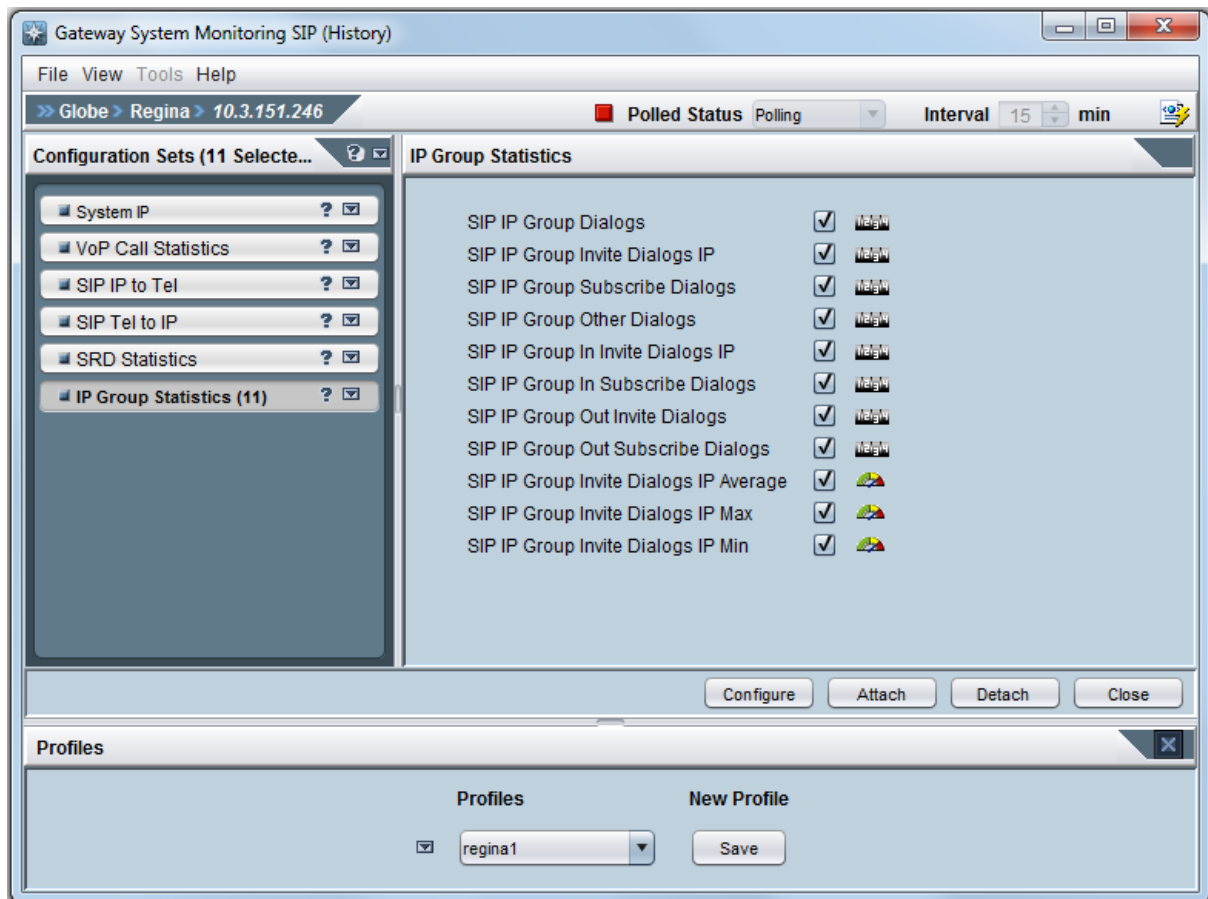 Gateway System Monitoring SIP (History)
File View Tools Help
>> Globe > Regina > 10.3.151.246
Polled Status Polling Interval 15 min
Configuration Sets (11 Selecte...
System IP ?
VoP Call Statistics ?
SIP IP to Tel ?
SIP Tel to IP ?
SRD Statistics ?
IP Group Statistics (11) ?
IP Group Statistics
SIP IP Group Dialogs
SIP IP Group Invite Dialogs IP
SIP IP Group Subscribe Dialogs
SIP IP Group Other Dialogs
SIP IP Group In Invite Dialogs IP
SIP IP Group In Subscribe Dialogs
SIP IP Group Out Invite Dialogs
SIP IP Group Out Subscribe Dialogs
SIP IP Group Invite Dialogs IP Average
SIP IP Group Invite Dialogs IP Max
SIP IP Group Invite Dialogs IP Min
Configure Attach Detach Close
Profiles
Profiles New Profile
regina1 Save